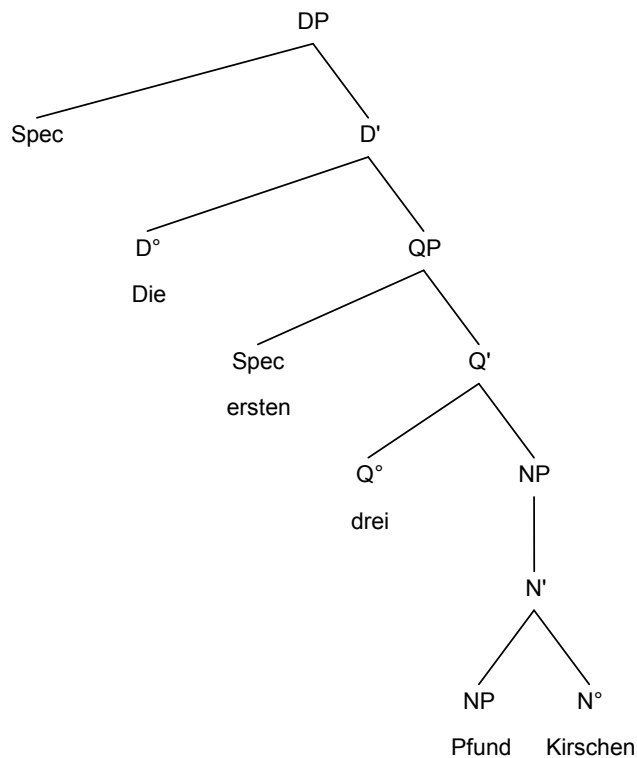 DP
Spec D'
D° QP
Die
Spec Q'
ersten
Q° NP
drei
N'
NP N°
Pfund Kirschen